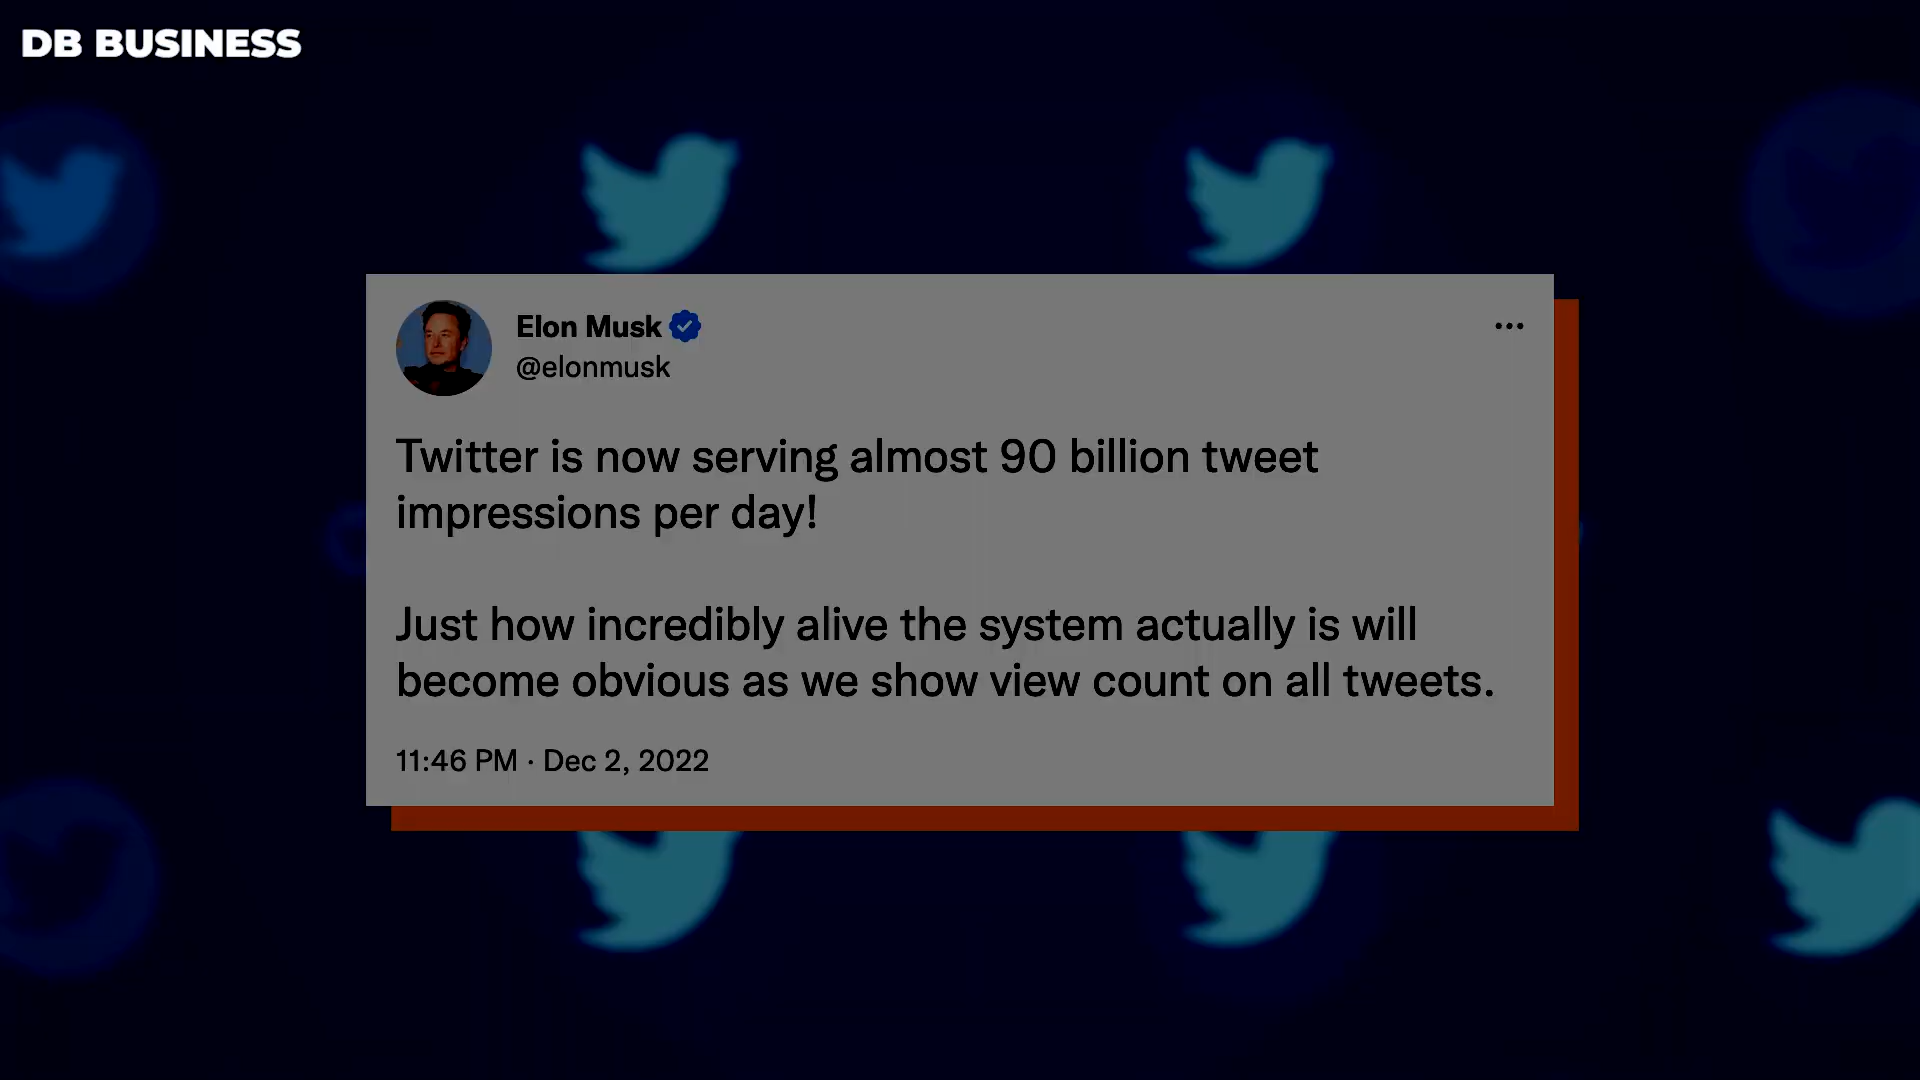 DB BUSINESS
Elon Musk
@elonmusk
Twitter is now serving almost 90 billion tweet
impressions per day!
Just how incredibly alive the system actually is will
become obvious as we show view count on all tweets.
11:46 PM · Dec 2, 2022